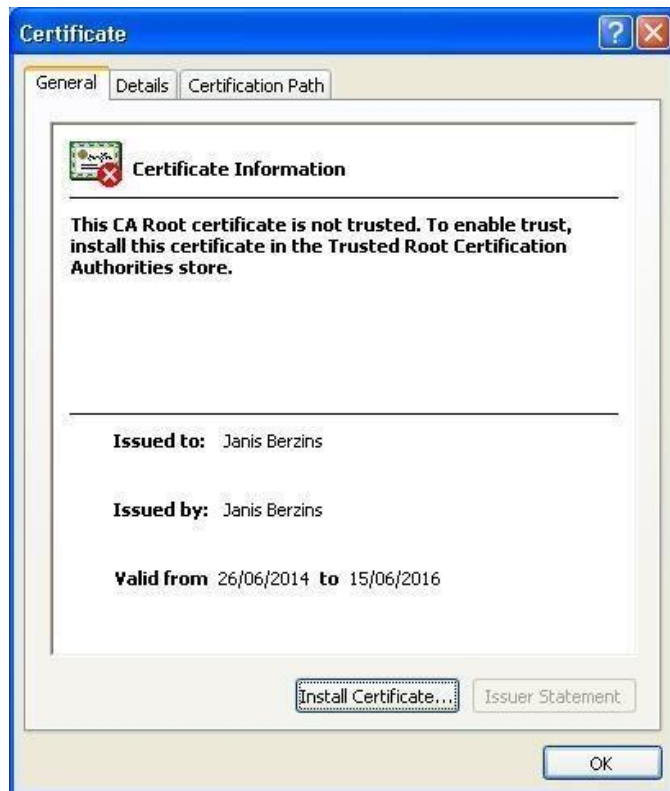 Certificate
General Details Certification Path
Certificate Information
This CA Root certificate is not trusted. To enable trust,
install this certificate in the Trusted Root Certification
Authorities store.
Issued to: Janis Berzins
Issued by: Janis Berzins
Valid from 26/06/2014 to 15/06/2016
Install Certificate... Issuer Statement
OK